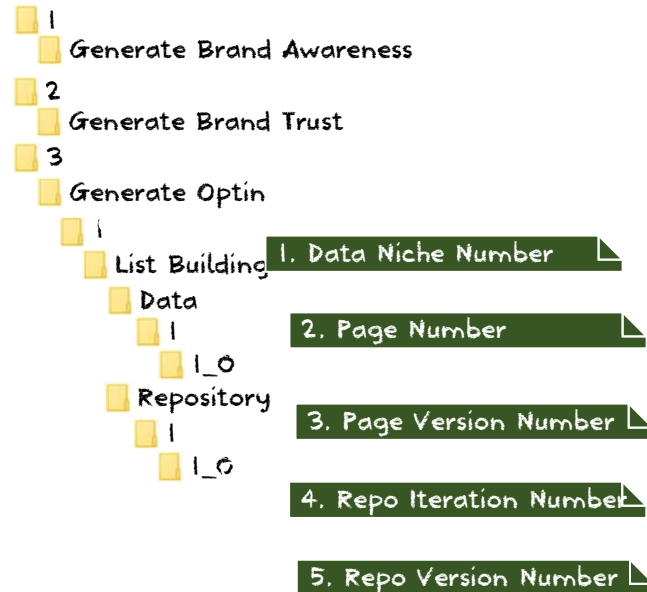 1
Generate Brand Awareness
2
Generate Brand Trust
3
Generate Optin
1
List Building
1. Data Niche Number
Data
1
2. Page Number
1_0
Repository
3. Page Version Number
1
1_0
4. Repo Iteration Number
5. Repo Version Number